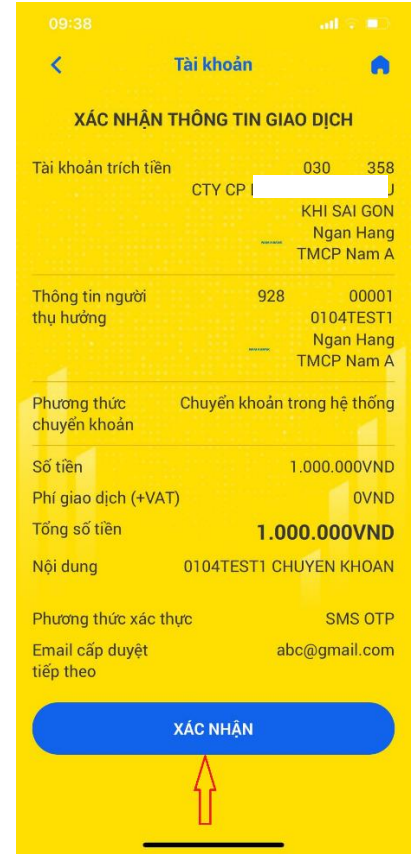 09:38
Tài khoản
XÁC NHẬN THÔNG TIN GIAO DỊCH
Tài khoản trích tiền 030 358
CTY CP
KHI SAI GON
Ngan Hang
TMCP Nam A
Thông tin người 928 00001
thụ hưởng 0104TEST1
Ngan Hang
TMCP Nam A
Phương thức Chuyển khoản trong hệ thống
chuyển khoản
Số tiền 1.000.000VND
Phí giao dịch (+VAT) 0VND
Tổng số tiền 1.000.000VND
Nội dung 0104TEST1 CHUYEN KHOAN
Phương thức xác thực SMS OTP
Email cấp duyệt abc@gmail.com
tiếp theo
XÁC NHẬN